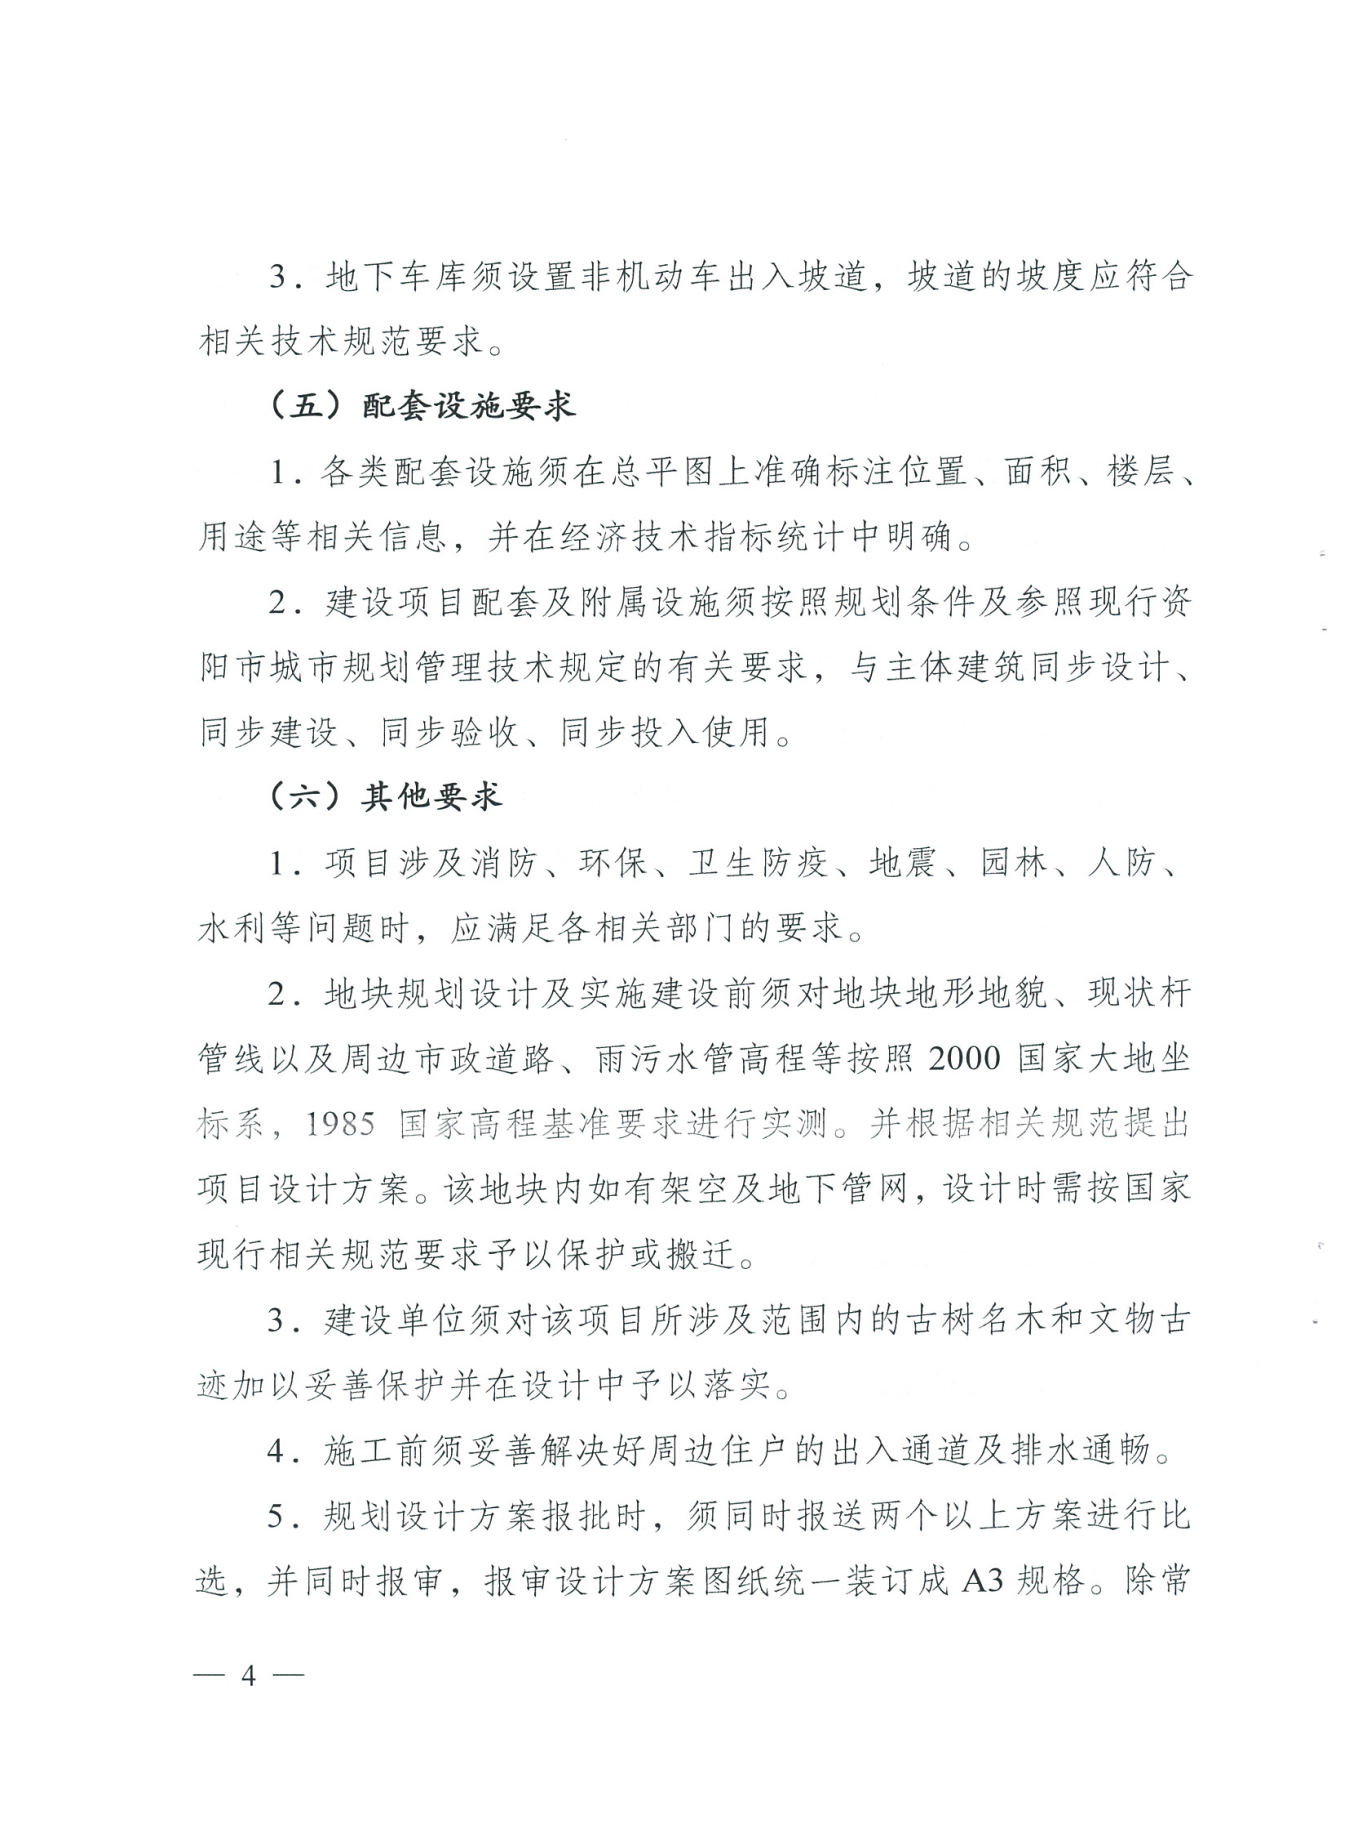 3．地下车库须设置非机动车出入坡道，坡道的坡度应符合
相关技术规范要求。
（五）配套设施要求
1．各类配套设施须在总平图上准确标注位置、面积、楼层、
用途等相关信息，并在经济技术指标统计中明确。
2．建设项目配套及附属设施须按照规划条件及参照现行资
阳市城市规划管理技术规定的有关要求，与主体建筑同步设计、
同步建设、同步验收、同步投入使用。
（六）其他要求
1．项目涉及消防、环保、卫生防疫、地震、园林、人防、
水利等问题时，应满足各相关部门的要求。
2．地块规划设计及实施建设前须对地块地形地貌、现状杆
管线以及周边市政道路、雨污水管高程等按照 2000 国家大地坐
标系，1985 国家高程基准要求进行实测。并根据相关规范提出
项目设计方案。该地块内如有架空及地下管网，设计时需按国家
现行相关规范要求予以保护或搬迁。
3．建设单位须对该项目所涉及范围内的古树名木和文物古
迹加以妥善保护并在设计中予以落实。
4．施工前须妥善解决好周边住户的出入通道及排水通畅。
5．规划设计方案报批时，须同时报送两个以上方案进行比
选，并同时报审，报审设计方案图纸统一装订成 A3 规格。除常
— 4 —